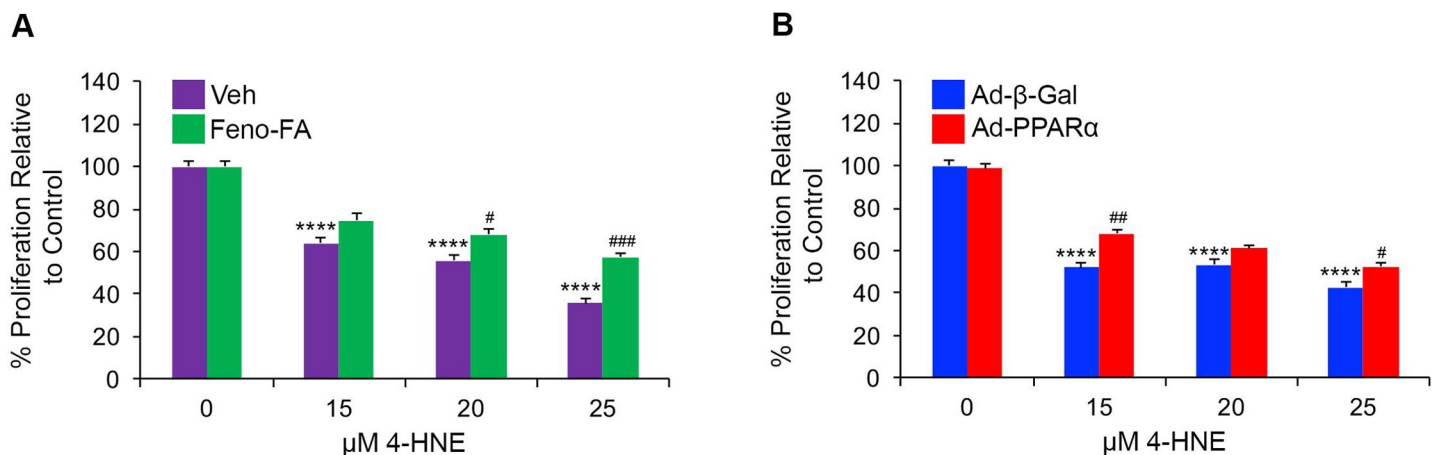 A
% Proliferation Relative
to Control
140
120
100
80
60
40
20
0
Veh
Feno-FA
****
****
#
****
###
0 15 20 25
µM 4-HNE
B
% Proliferation Relative
to Control
140
120
100
80
60
40
20
0
Ad-β-Gal
Ad-PPARα
****
##
****
****
#
0 15 20 25
µM 4-HNE